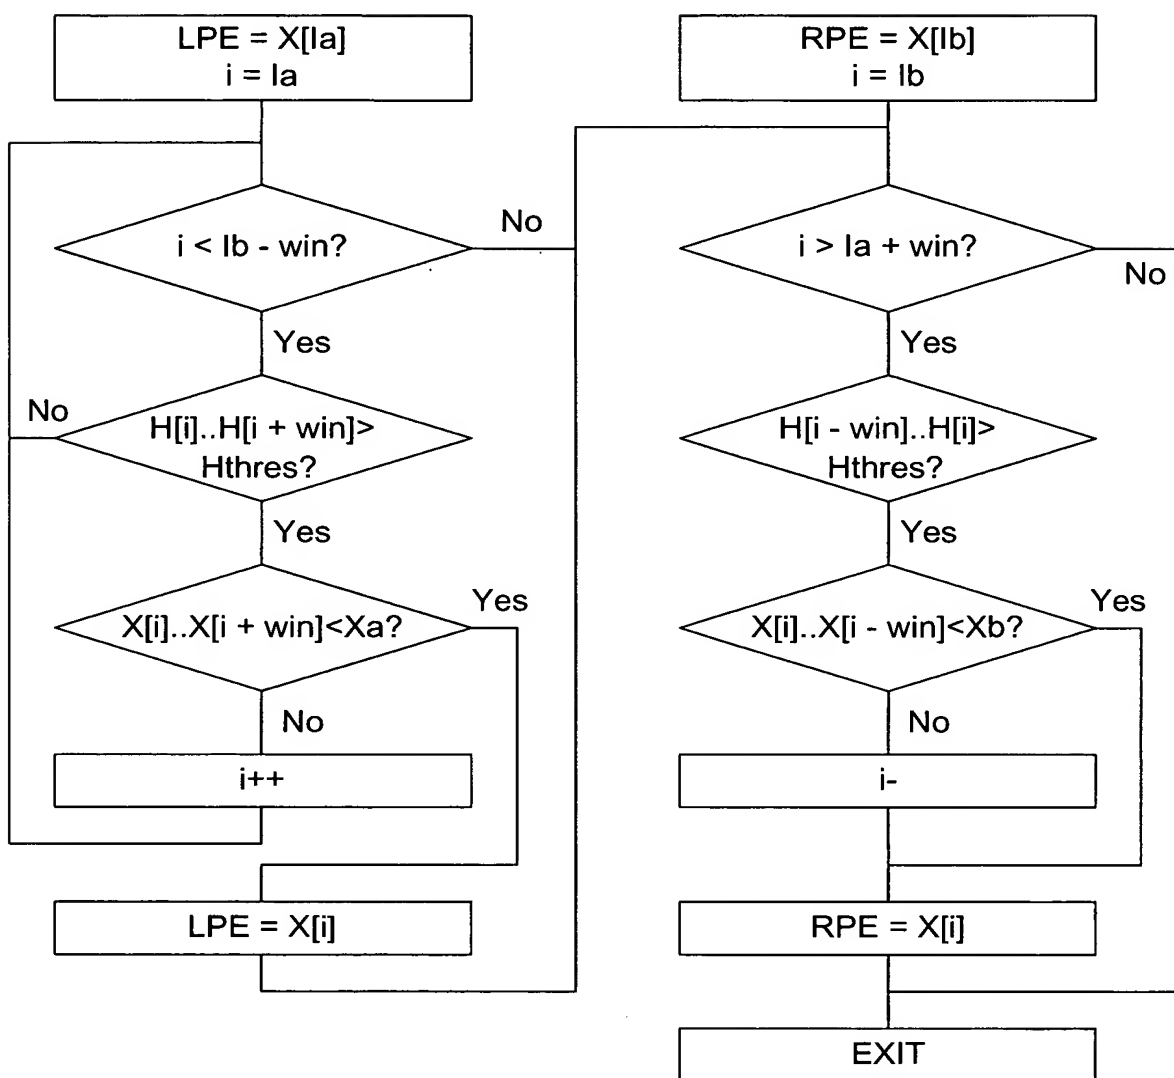 LPE = X[Ia]
i = Ia
i < Ib - win?
No
Yes
No
H[i]..H[i + win]>
Hthres?
Yes
X[i]..X[i + win]<Xa?
Yes
No
i++
LPE = X[i]
RPE = X[Ib]
i = Ib
i > Ia + win?
No
Yes
H[i - win]..H[i]>
Hthres?
Yes
X[i]..X[i - win]<Xb?
Yes
No
i-
RPE = X[i]
EXIT